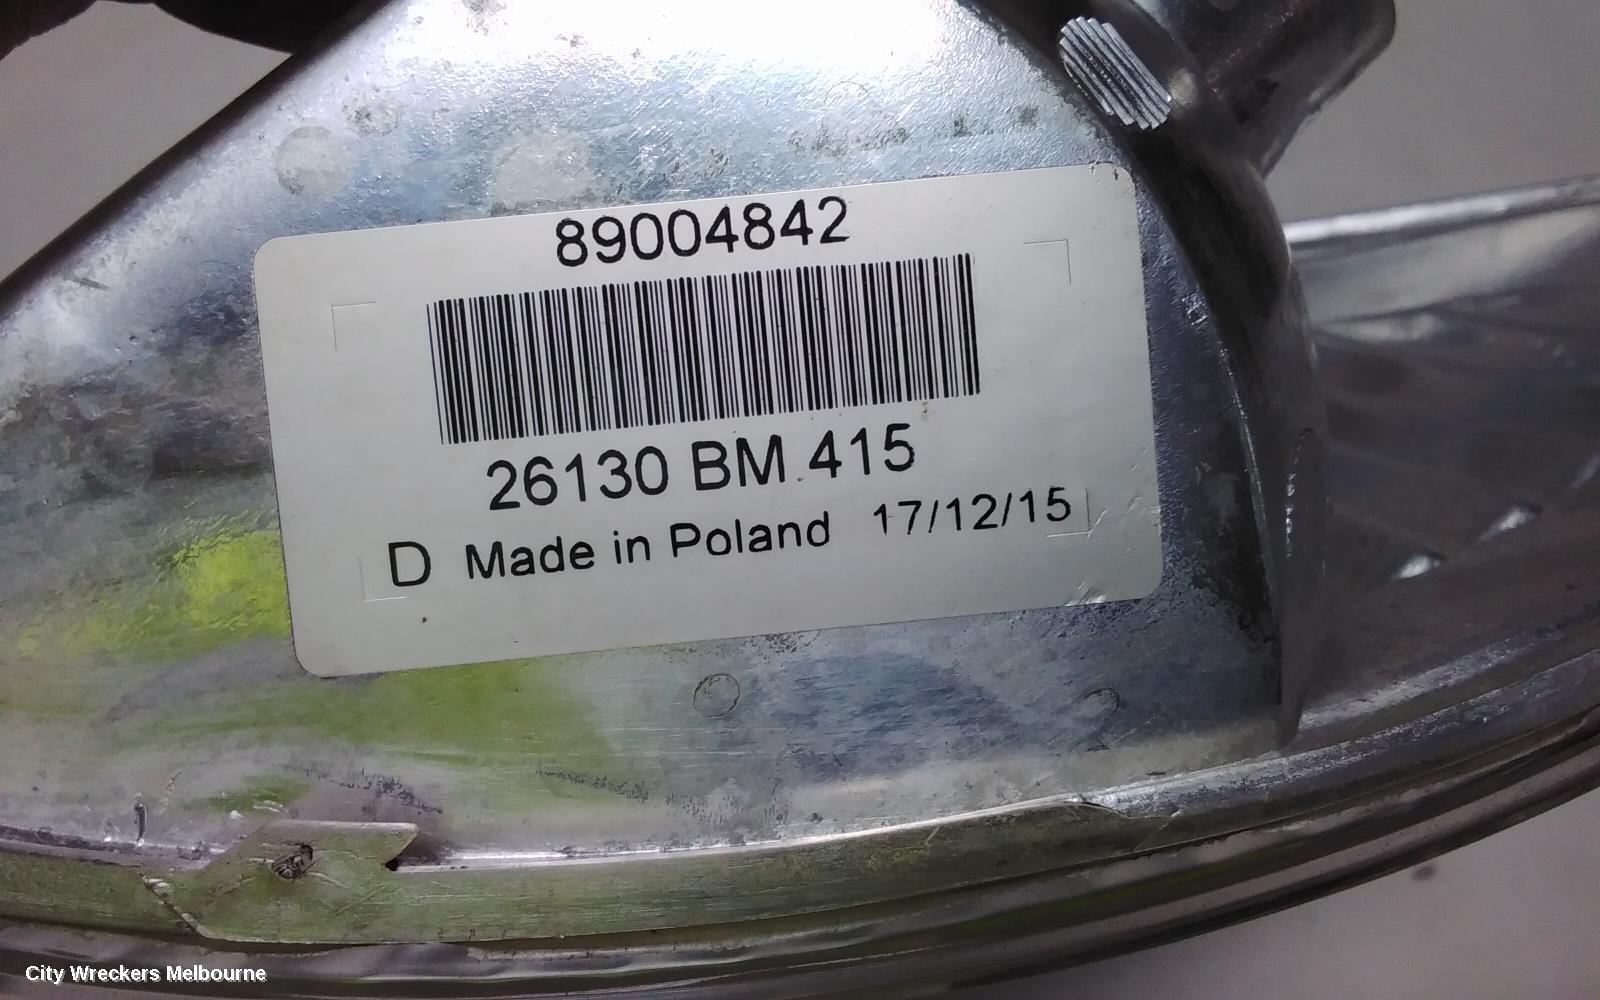 89004842
26130 BM 415
D Made in Poland 17/12/15
City Wreckers Melbourne